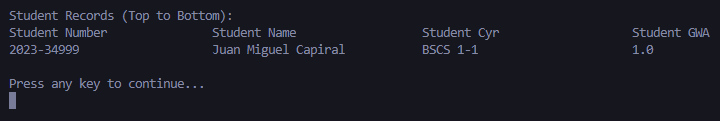 Student Records (Top to Bottom):
Student Number Student Name Student Cyr Student GWA
2023-34999 Juan Miguel Capiral BSCS 1-1 1.0
Press any key to continue...